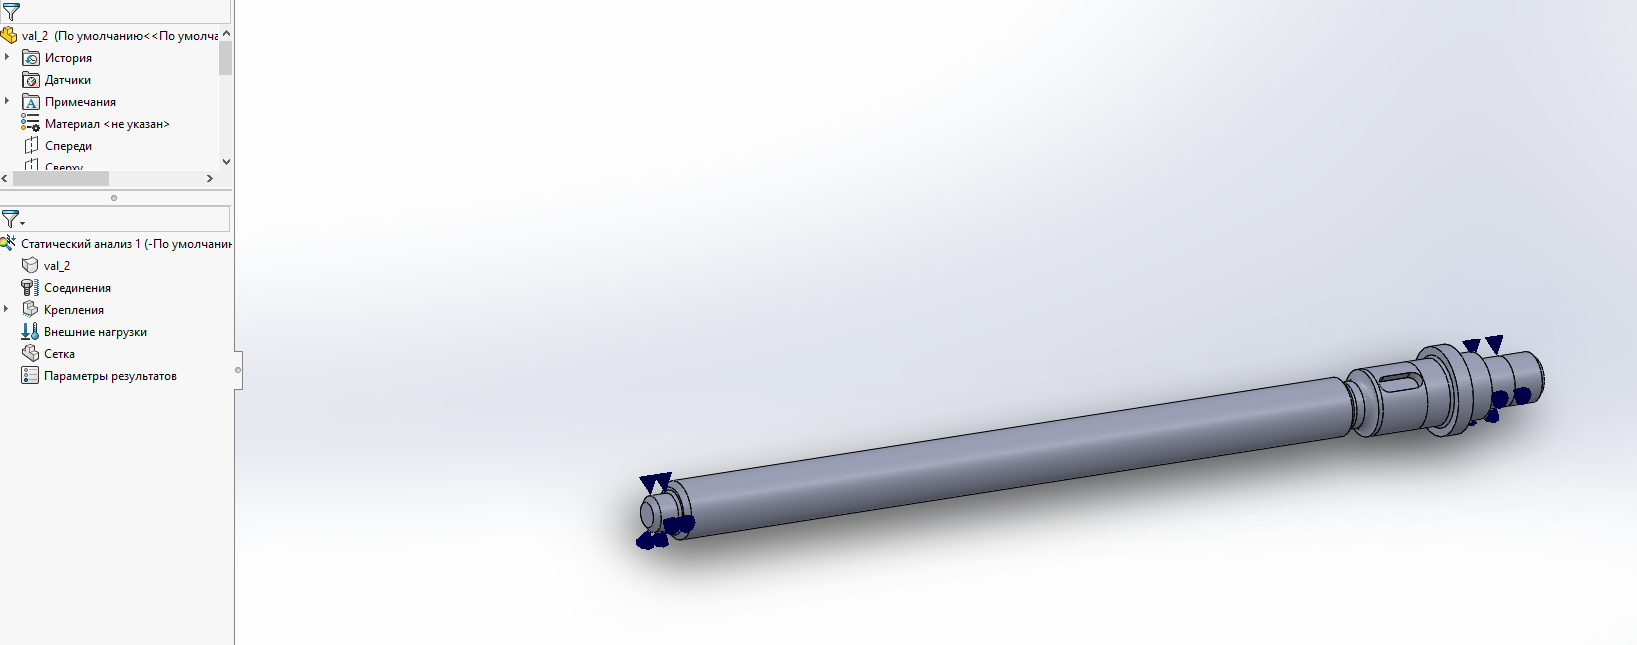 val_2 (По умолчанию<<По умолча
История
Датчики
Примечания
Материал <не указан>
Спереди
Сверху
Статический анализ 1 (-По умолчани
val_2
Соединения
Крепления
Внешние нагрузки
Сетка
Параметры результатов